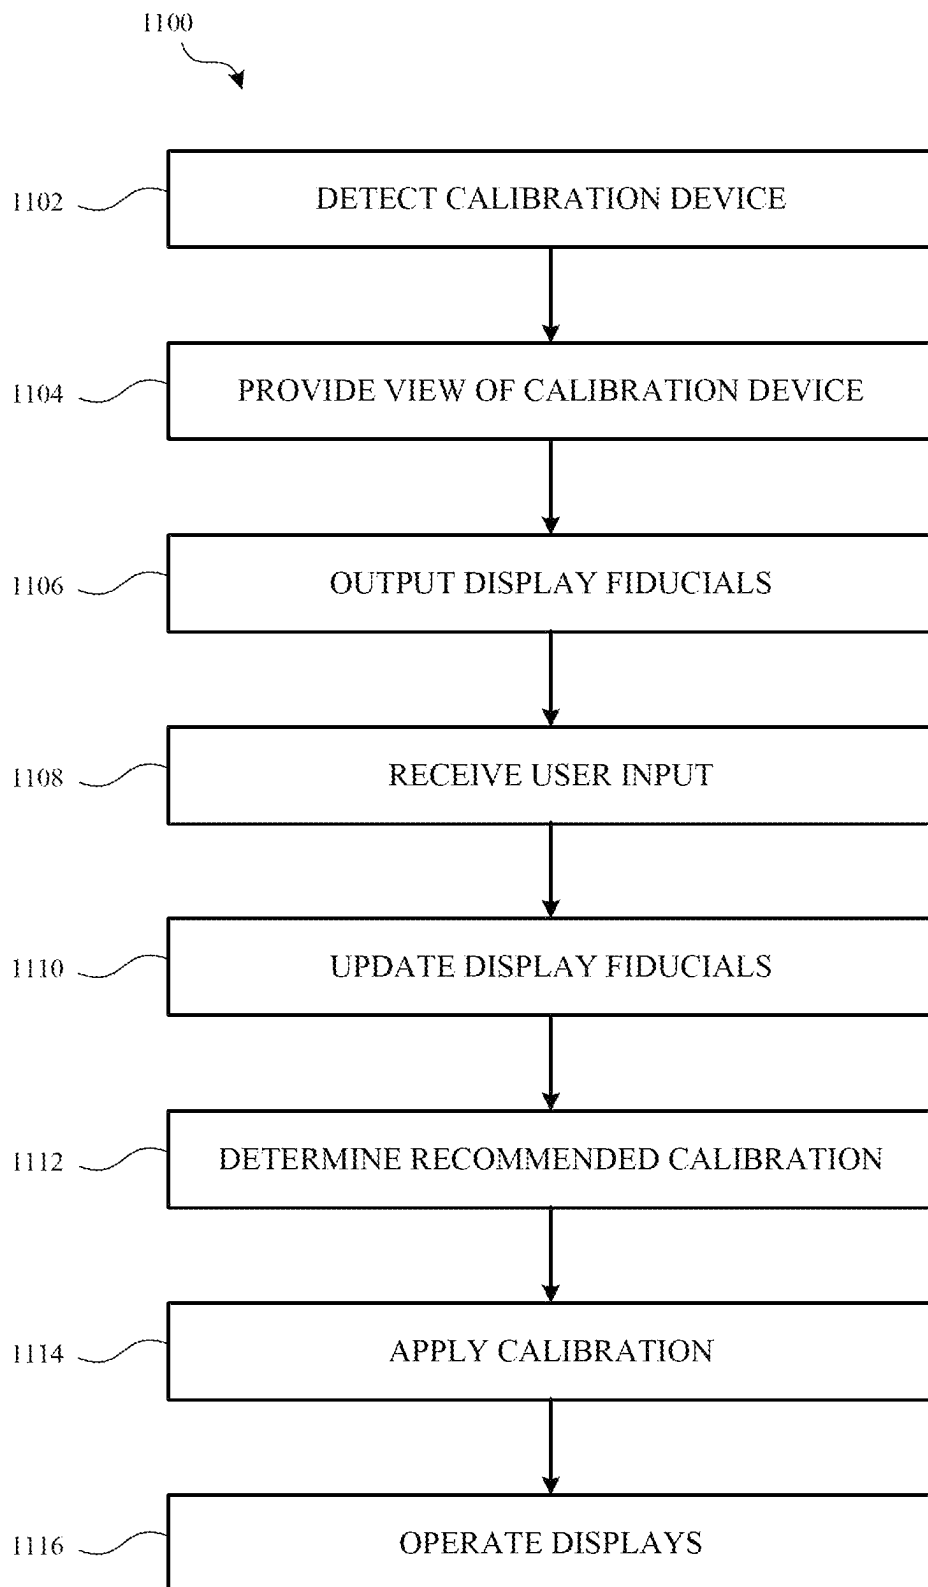 1100
1102 DETECT CALIBRATION DEVICE
1104 PROVIDE VIEW OF CALIBRATION DEVICE
1106 OUTPUT DISPLAY FIDUCIALS
1108 RECEIVE USER INPUT
1110 UPDATE DISPLAY FIDUCIALS
1112 DETERMINE RECOMMENDED CALIBRATION
1114 APPLY CALIBRATION
1116 OPERATE DISPLAYS